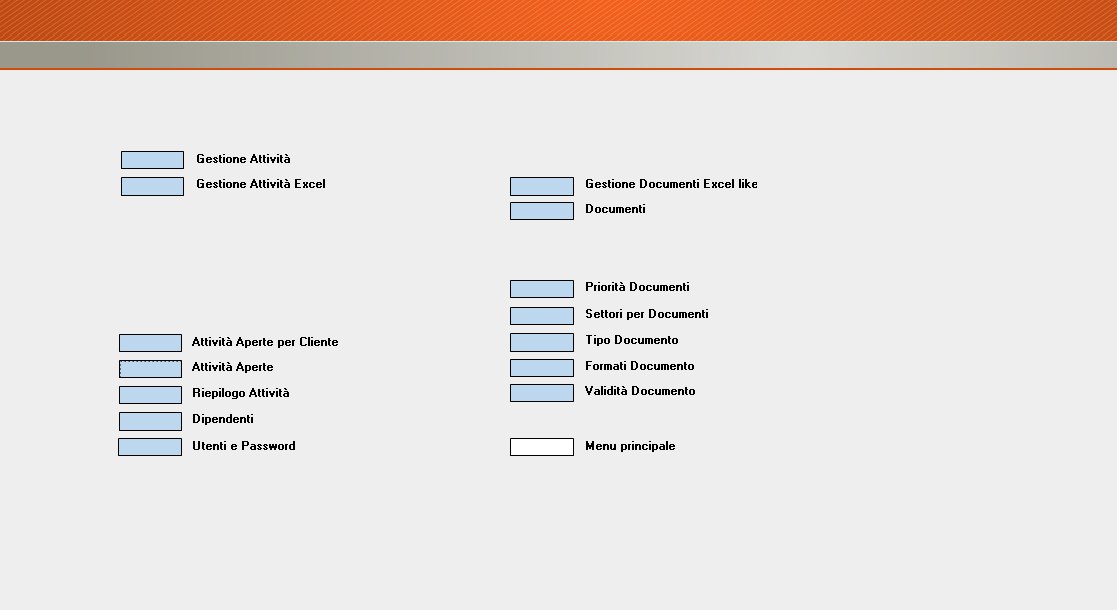 Gestione Attività
Gestione Attività Excel
Attività Aperte per Cliente
Attività Aperte
Riepilogo Attività
Dipendenti
Utenti e Password
Gestione Documenti Excel like
Documenti
Priorità Documenti
Settori per Documenti
Tipo Documento
Formati Documento
Validità Documento
Menu principale